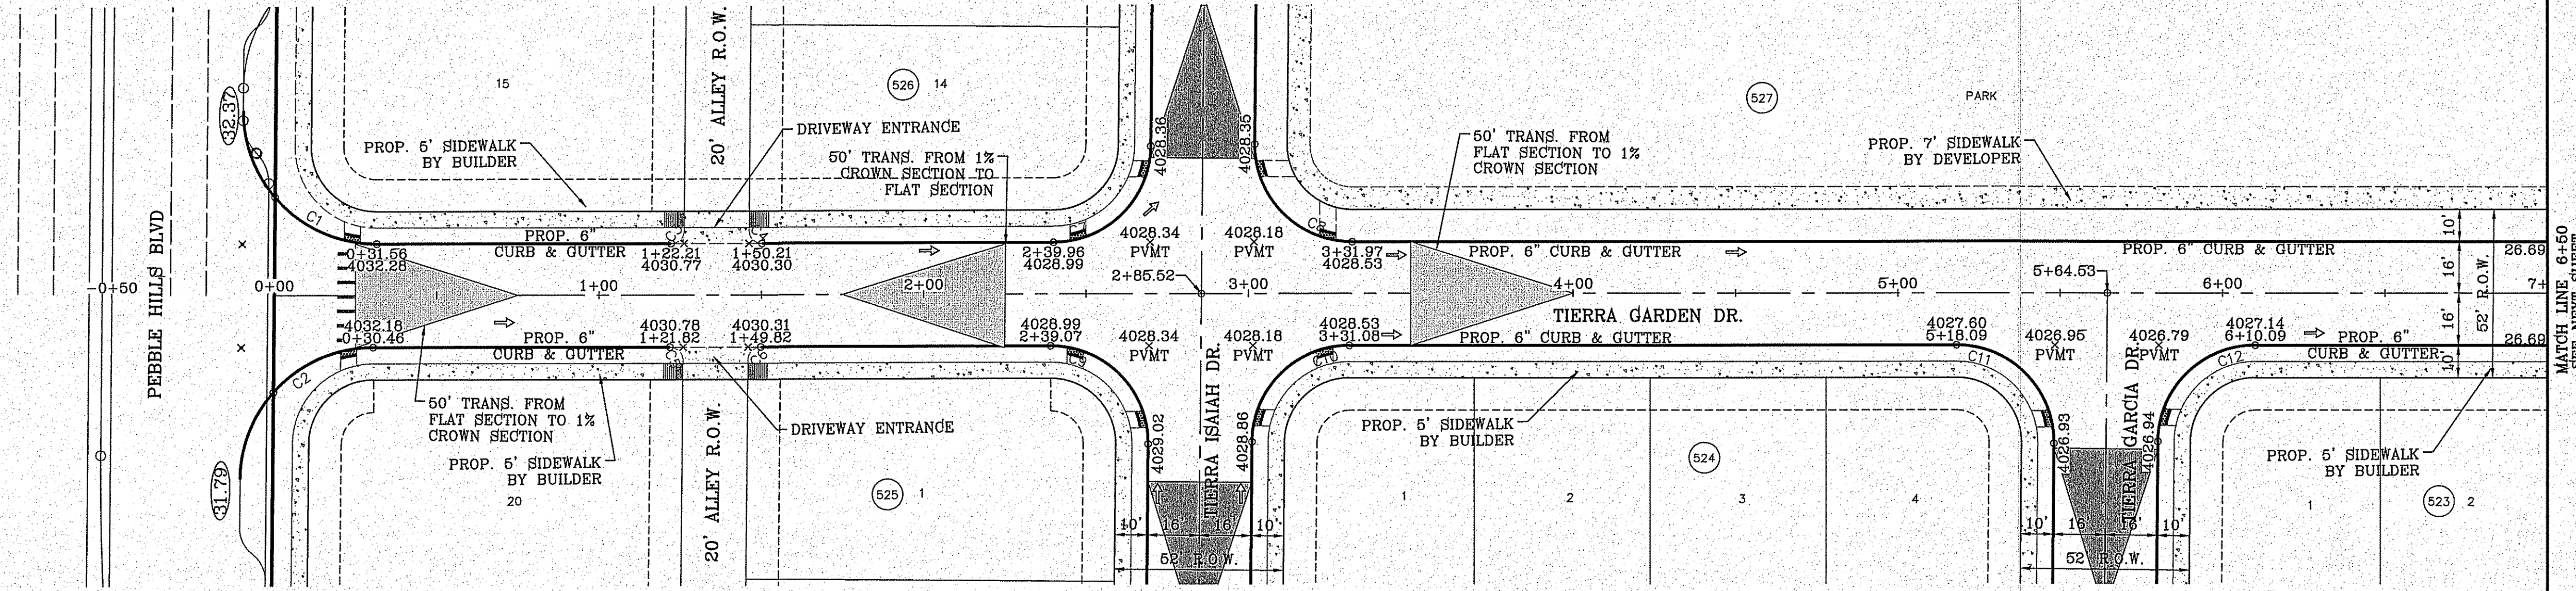 PEBBLE HILLS BLVD
32.37
31.79
-0+50
0+00
1+00
2+00
3+00
4+00
5+00
6+00
7+
C1
C2
15
20
PROP. 5' SIDEWALK
BY BUILDER
20' ALLEY R.O.W.
526
14
DRIVEWAY ENTRANCE
50' TRANS. FROM 1%
CROWN SECTION TO
FLAT SECTION
0+31.56
4032.28
PROP. 6"
CURB & GUTTER
1+22.21
4030.77
1+50.21
4030.30
2+39.96
4028.99
4028.36
4028.35
4028.34
PVMT
4028.18
PVMT
2+85.52
3+31.97
4028.53
50' TRANS. FROM
FLAT SECTION TO 1%
CROWN SECTION
527
PARK
PROP. 7' SIDEWALK
BY DEVELOPER
PROP. 6" CURB & GUTTER
PROP. 6" CURB & GUTTER
5+64.53
26.69
10'
16'
16'
10'
52' R.O.W.
MATCH LINE 6+50
TIERRA GARDEN DR.
4032.18
0+30.46
PROP. 6"
CURB & GUTTER
4030.78
1+21.82
4030.31
1+49.82
4028.99
2+39.07
4028.34
PVMT
4028.18
PVMT
4028.53
3+31.08
PROP. 6" CURB & GUTTER
4027.60
5+18.09
C11
4026.95
PVMT
4026.79
PVMT
4027.14
6+10.09
C12
PROP. 6"
CURB & GUTTER
26.69
50' TRANS. FROM
FLAT SECTION TO 1%
CROWN SECTION
PROP. 5' SIDEWALK
BY BUILDER
20' ALLEY R.O.W.
DRIVEWAY ENTRANCE
525
1
4029.02
4028.86
TIERRA ISAIAH DR.
10'
16'
16'
10'
52' R.O.W.
PROP. 5' SIDEWALK
BY BUILDER
524
1
2
3
4
4026.93
4026.94
TIERRA GARCIA DR.
10'
16'
16'
10'
52' R.O.W.
PROP. 5' SIDEWALK
BY BUILDER
1
523
2